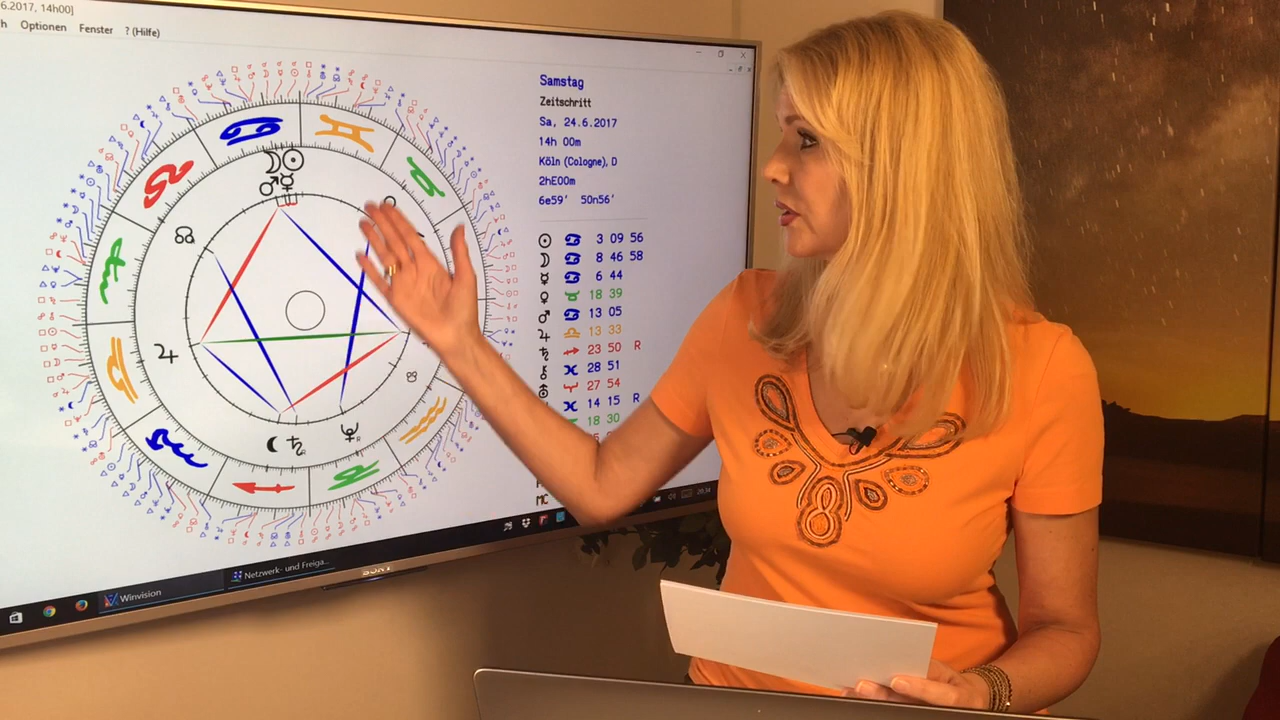 6.2017, 14h00]
Optionen Fenster ? (Hilfe)
Samstag
Zeitschritt
Sa, 24.6.2017
14h 00m
Köln (Cologne), D
2hE00m
6e59' 50n56'
3 09 56
8 46 58
6 44
18 39
13 05
13 33
23 50 R
28 51
27 54
14 15 R
18 30
MC
Winvision
Netzwerk- und Freiga...
SONY